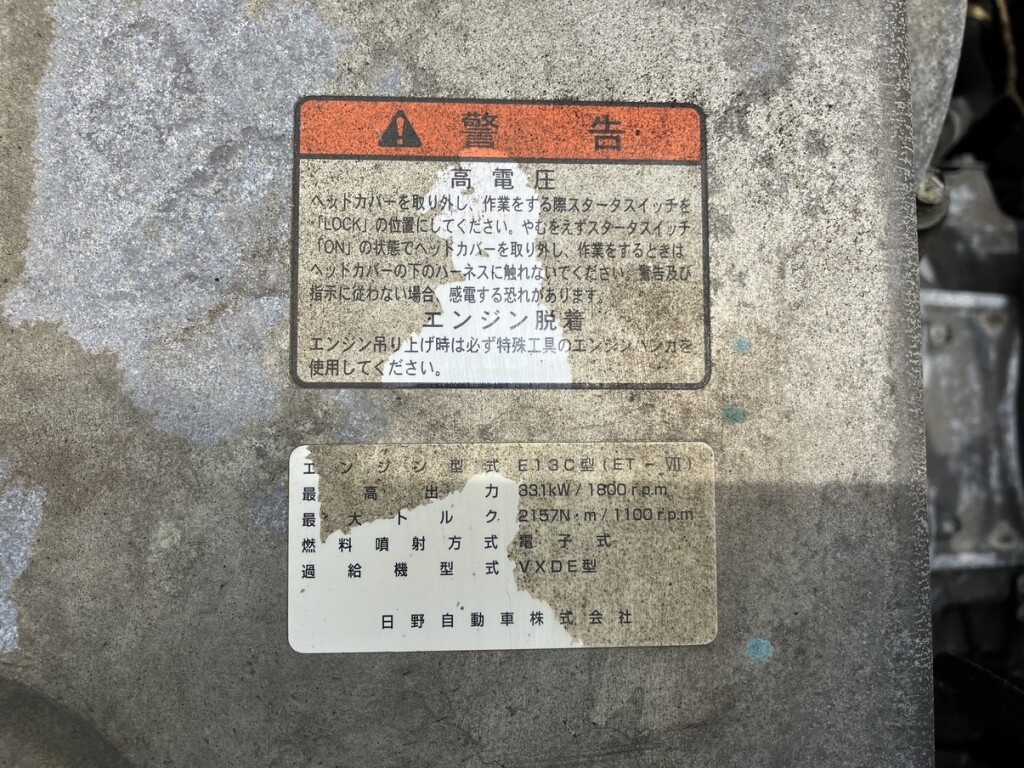 警告
高電圧
ヘッドカバーを取り外し、作業をする際スタータスイッチを
「LOCK」の位置にしてください。やむをえずスタータスイッチ
「ON」の状態でヘッドカバーを取り外し、作業をするときは
ヘッドカバーの下のハーネスに触れないでください。警告及び
指示に従わない場合、感電する恐れがあります。
エンジン脱着
エンジン吊り上げ時は必ず特殊工具のエンジンハンガを
使用してください。
エンジン型式 E13C型(ET-Ⅶ)
最高出力 331kW/1800r.p.m
最大トルク 2157N・m/1100r.p.m
燃料噴射方式 電子式
過給機型式 VXDE型
日野自動車株式会社